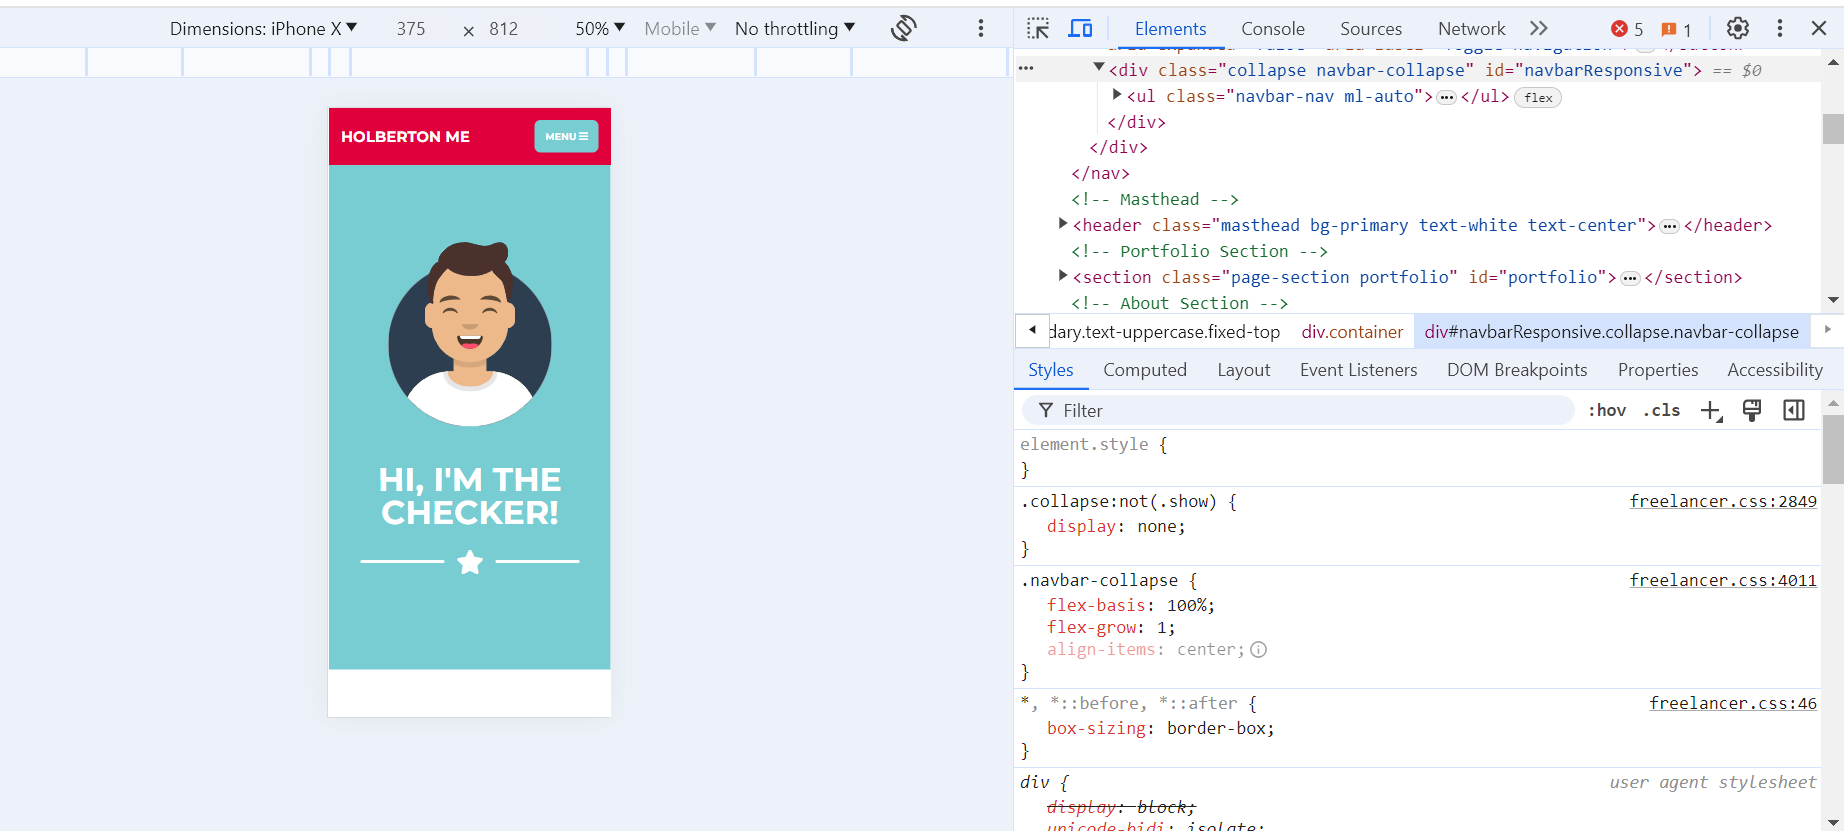 Dimensions: iPhone X ▼ 375 × 812 50% ▼ Mobile ▼ No throttling ▼
HOLBERTON ME
MENU
HI, I'M THE
CHECKER!
Elements Console Sources Network 5 1
<div class="collapse navbar-collapse" id="navbarResponsive"> == $0
<ul class="navbar-nav ml-auto"> ••• </ul> flex
</div>
</div>
</nav>
<!-- Masthead -->
<header class="masthead bg-primary text-white text-center"> ••• </header>
<!-- Portfolio Section -->
<section class="page-section portfolio" id="portfolio"> ••• </section>
<!-- About Section -->
dary.text-uppercase.fixed-top div.container div#navbarResponsive.collapse.navbar-collapse
Styles Computed Layout Event Listeners DOM Breakpoints Properties Accessibility
Filter :hov .cls
element.style {
}
.collapse:not(.show) { freelancer.css:2849
display: none;
}
.navbar-collapse { freelancer.css:4011
flex-basis: 100%;
flex-grow: 1;
align-items: center;
}
*, *::before, *::after { freelancer.css:46
box-sizing: border-box;
}
div { user agent stylesheet
display: block;
unicode-bidi: isolate;